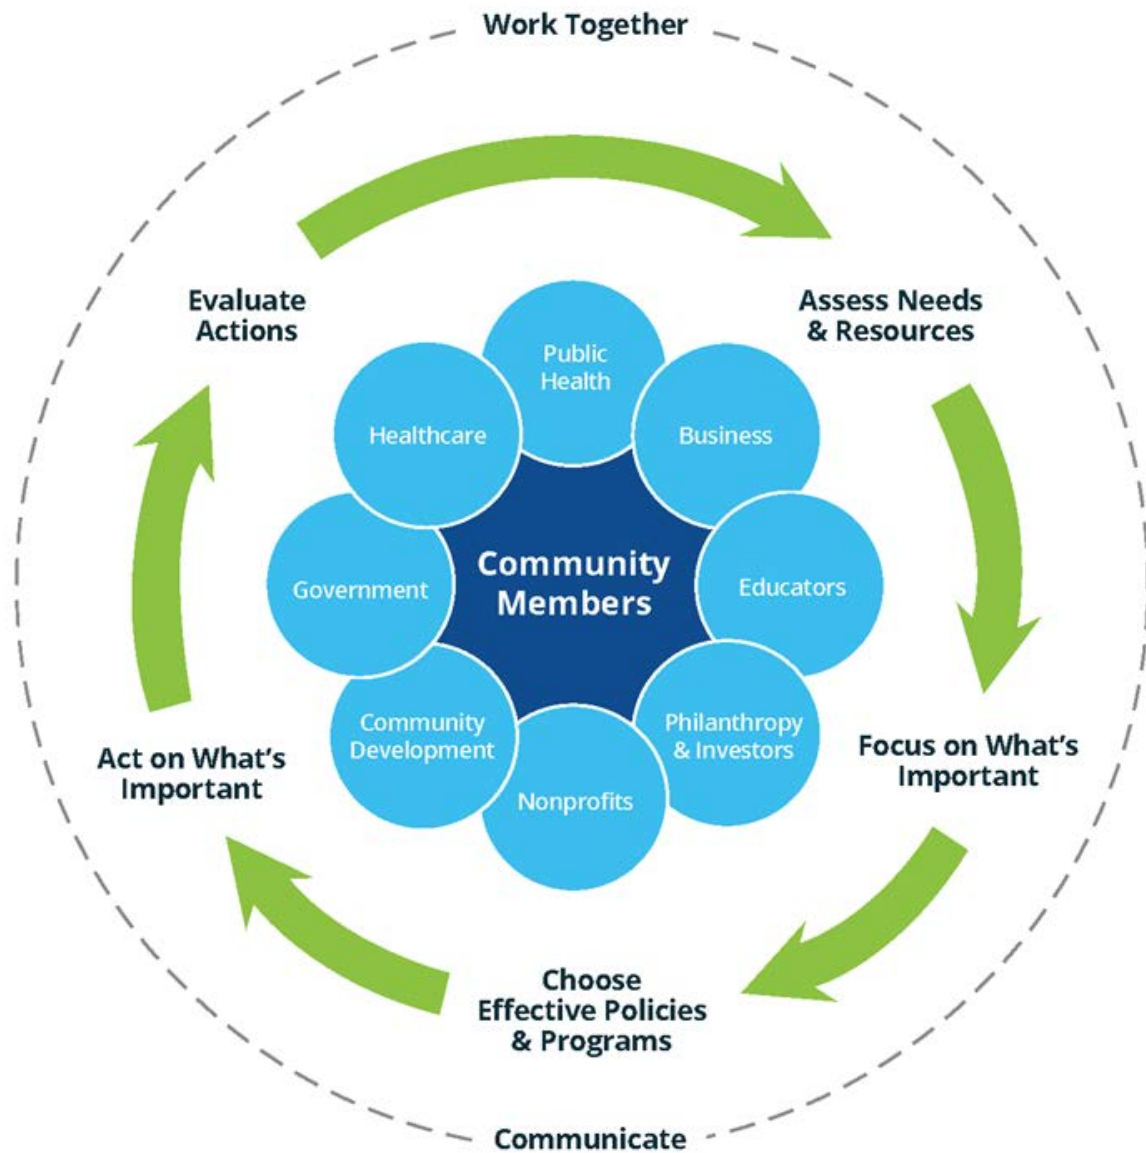 Work Together
Evaluate
Actions
Assess Needs
& Resources
Public
Health
Healthcare
Business
Government
Community
Members
Educators
Community
Development
Philanthropy
& Investors
Nonprofits
Act on What's
Important
Focus on What's
Important
Choose
Effective Policies
& Programs
Communicate